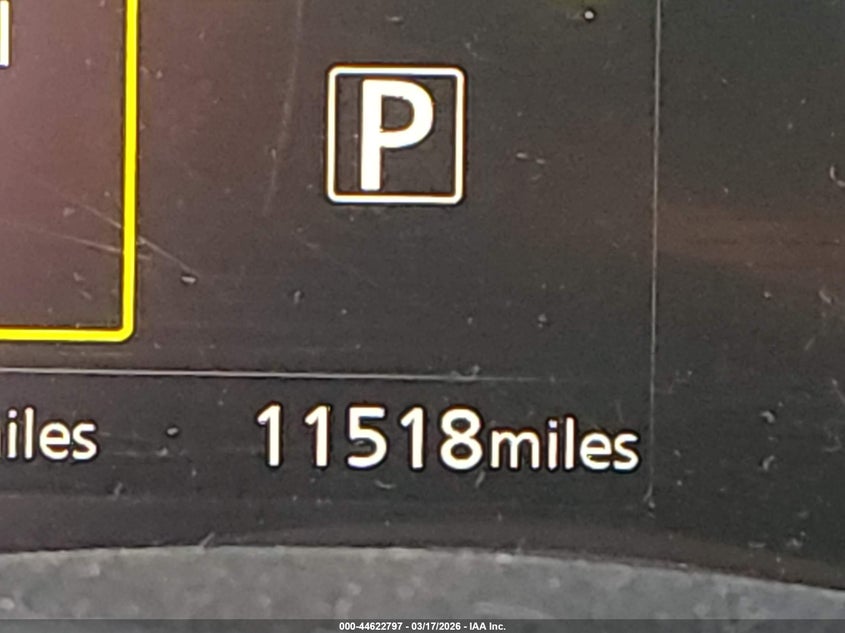 P
iles
11518miles
000-44622797 - 03/17/2026 - IAA Inc.